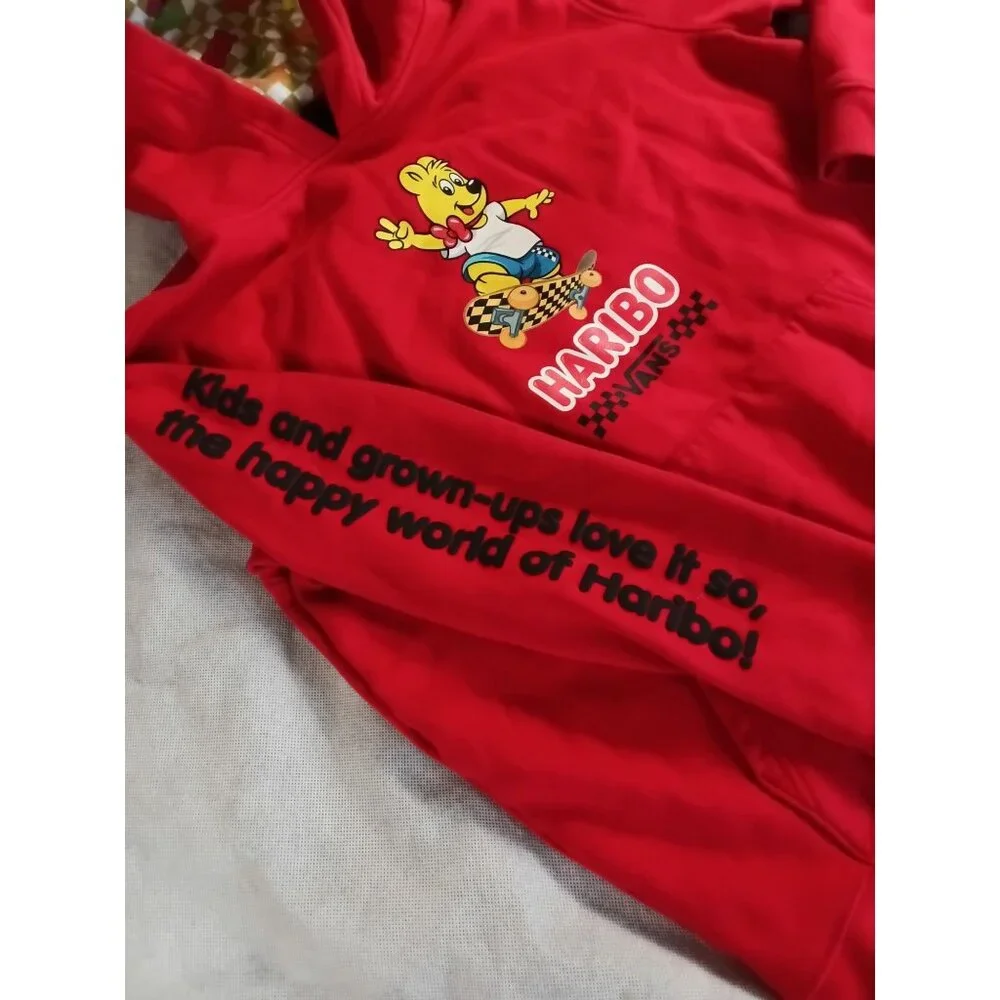 HARIBO
VANS
Kids and grown-ups love it so,
the happy world of Haribo!